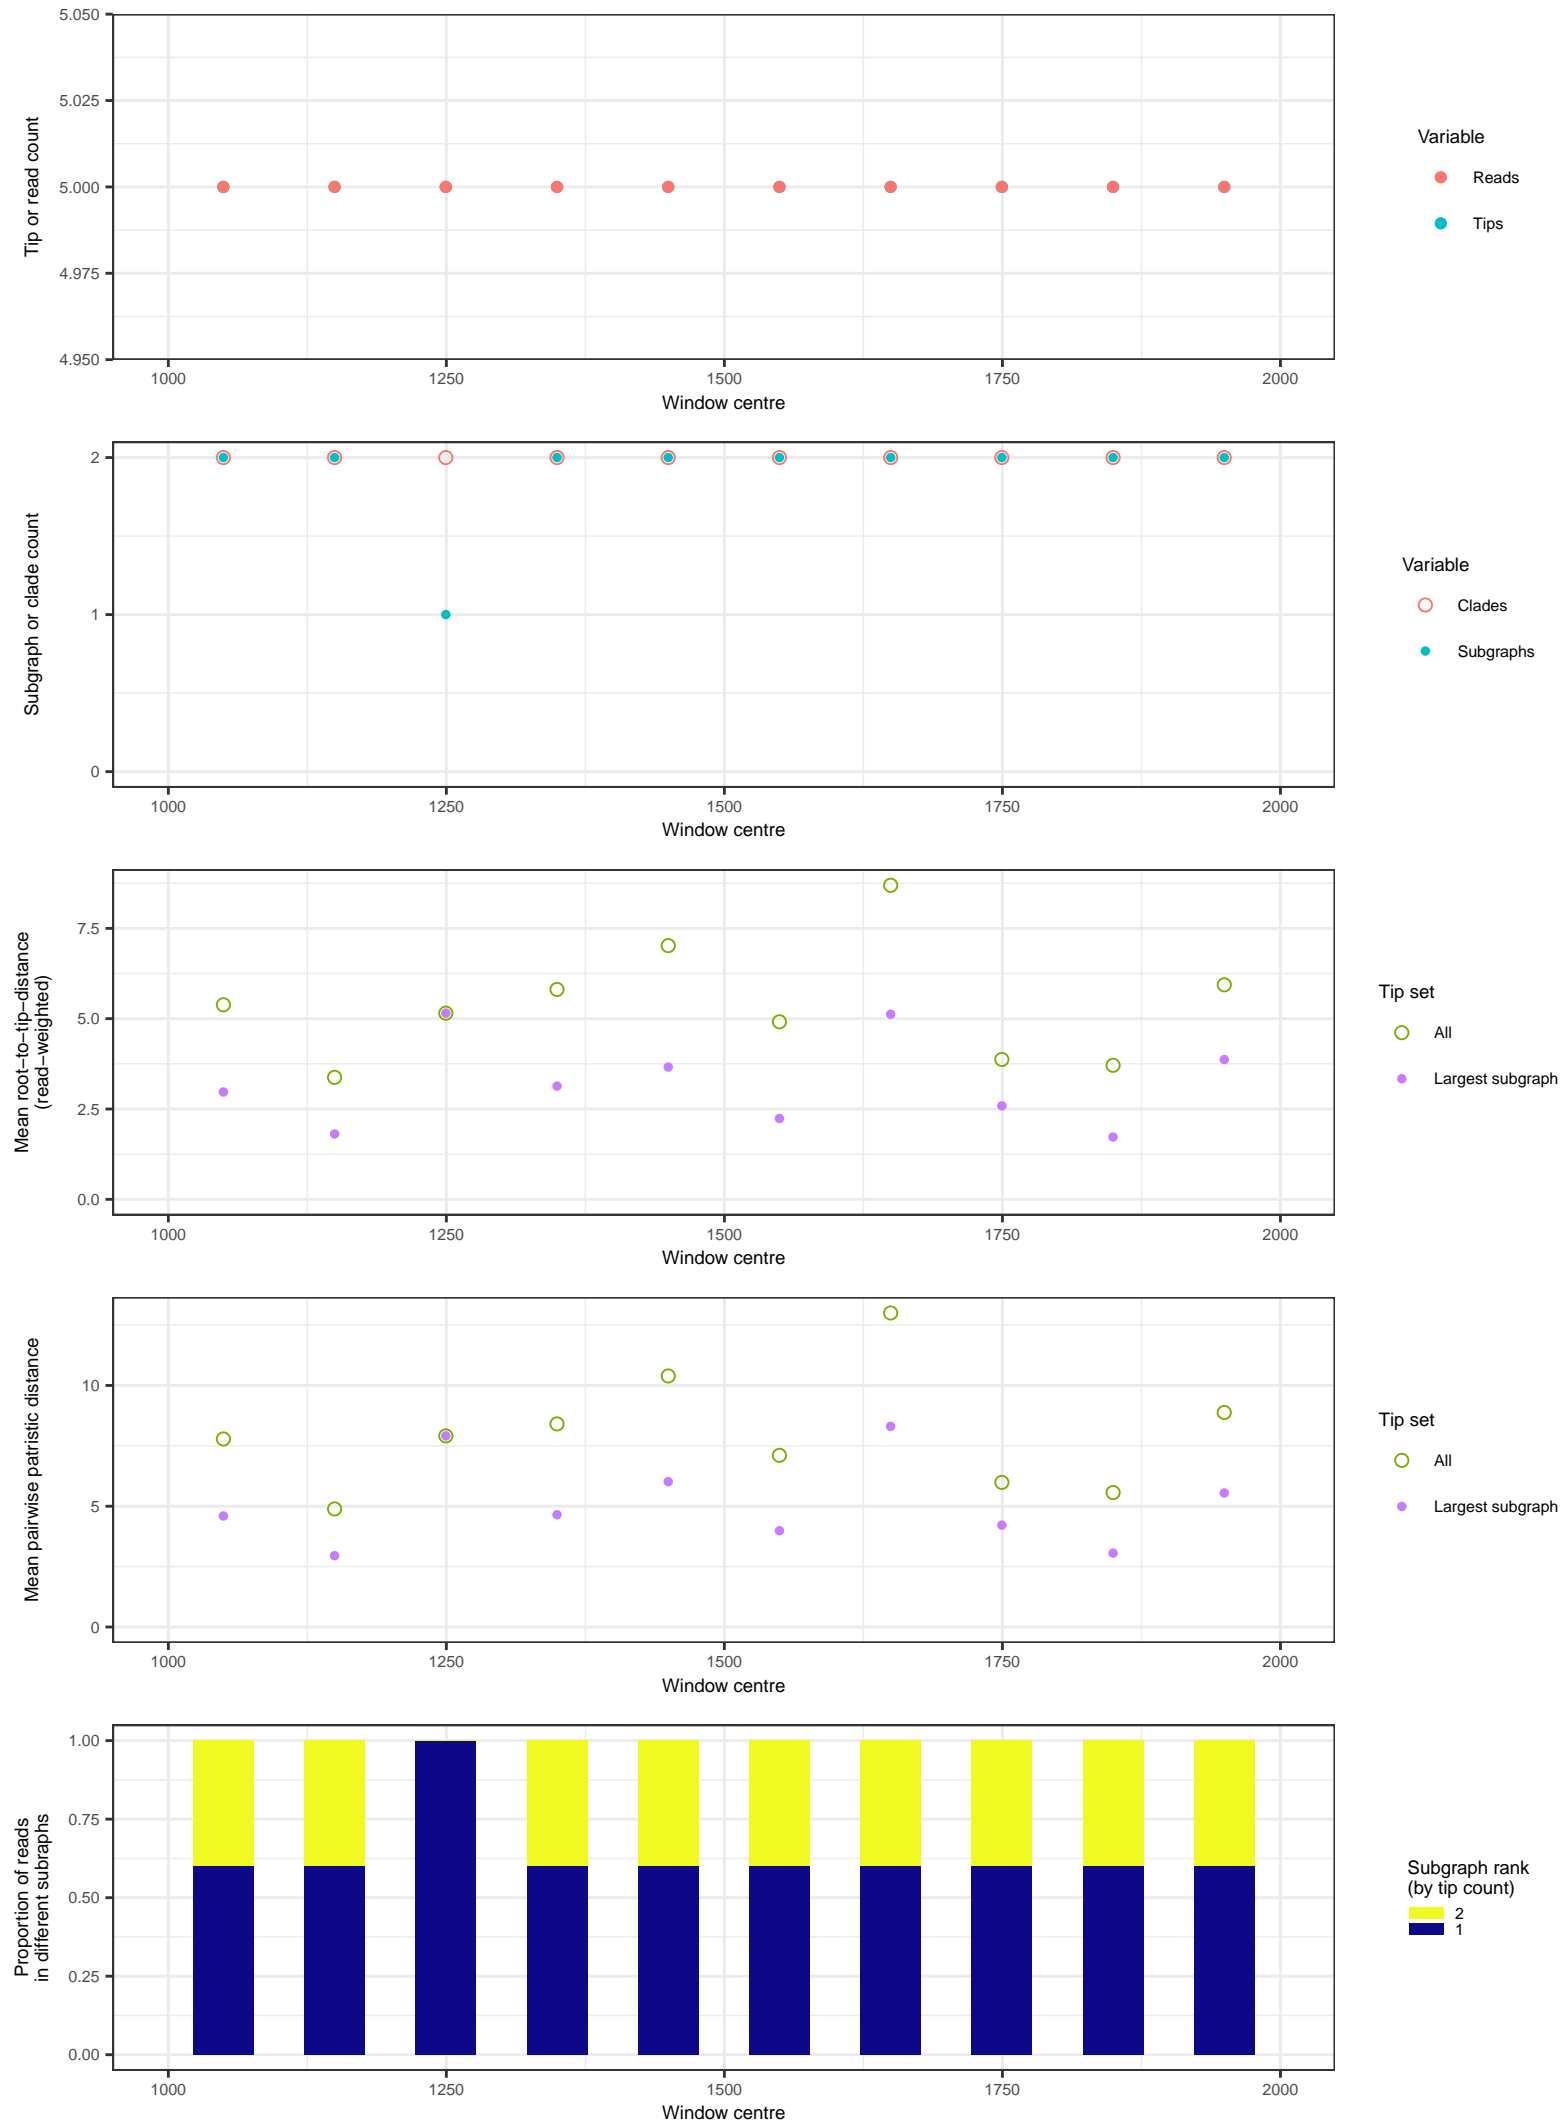 5.050
5.025
5.000
4.975
4.950
Tip or read count
1000 1250 1500 1750 2000
Window centre
Variable
Reads
Tips
2
1
0
Subgraph or clade count
1000 1250 1500 1750 2000
Window centre
Variable
Clades
Subgraphs
7.5
5.0
2.5
0.0
Mean root−to−tip−distance
(read−weighted)
1000 1250 1500 1750 2000
Window centre
Tip set
All
Largest subgraph
10
5
0
Mean pairwise patristic distance
1000 1250 1500 1750 2000
Window centre
Tip set
All
Largest subgraph
1.00
0.75
0.50
0.25
0.00
Proportion of reads
in different subraphs
1000 1250 1500 1750 2000
Window centre
Subgraph rank
(by tip count)
2
1